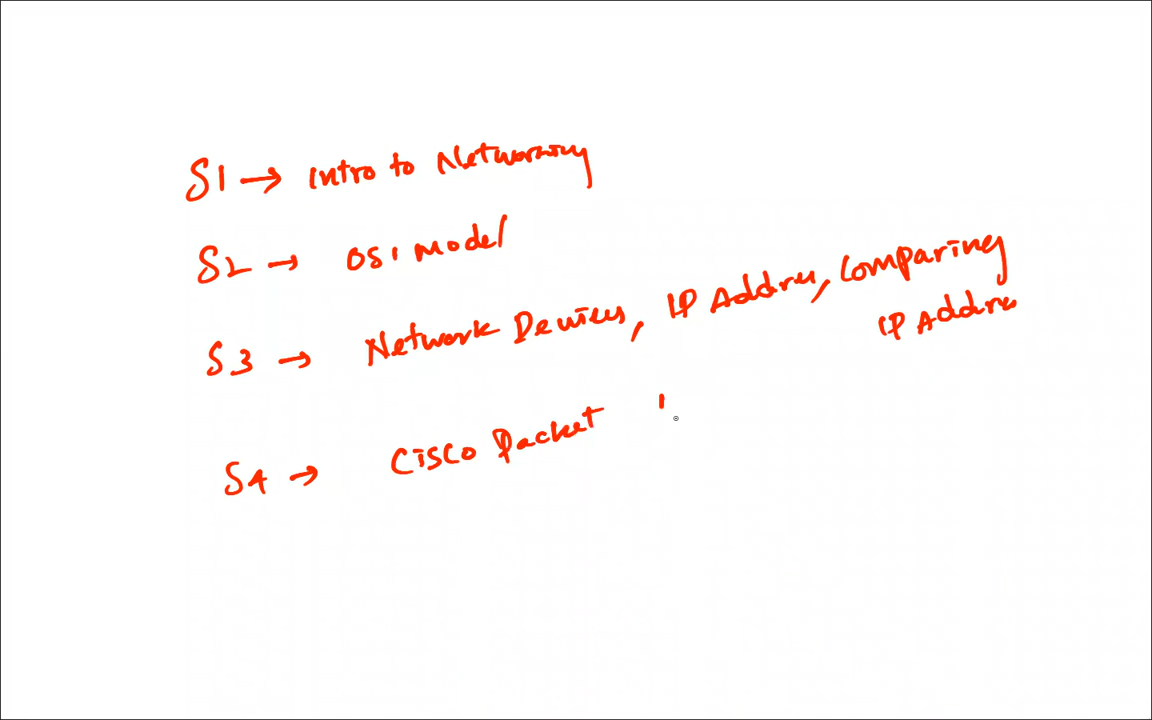 S1 → Intro to Networking
S2 → OSI Model
S3 → Network Devices, IP Address, Comparing
IP Address
S4 → Cisco Packet